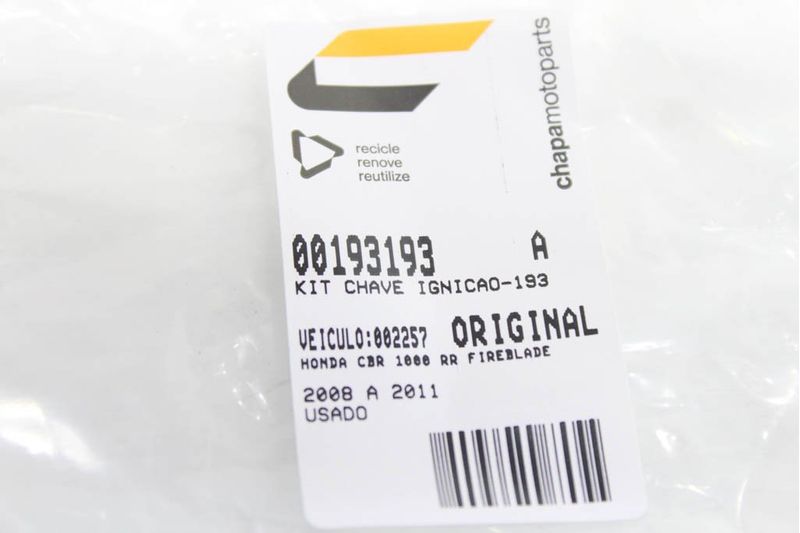 chapamotoparts
recicle
renove
reutilize
00193193 A
KIT CHAVE IGNICAO-193
VEICULO:002257 ORIGINAL
HONDA CBR 1000 RR FIREBLADE
2008 A 2011
USADO